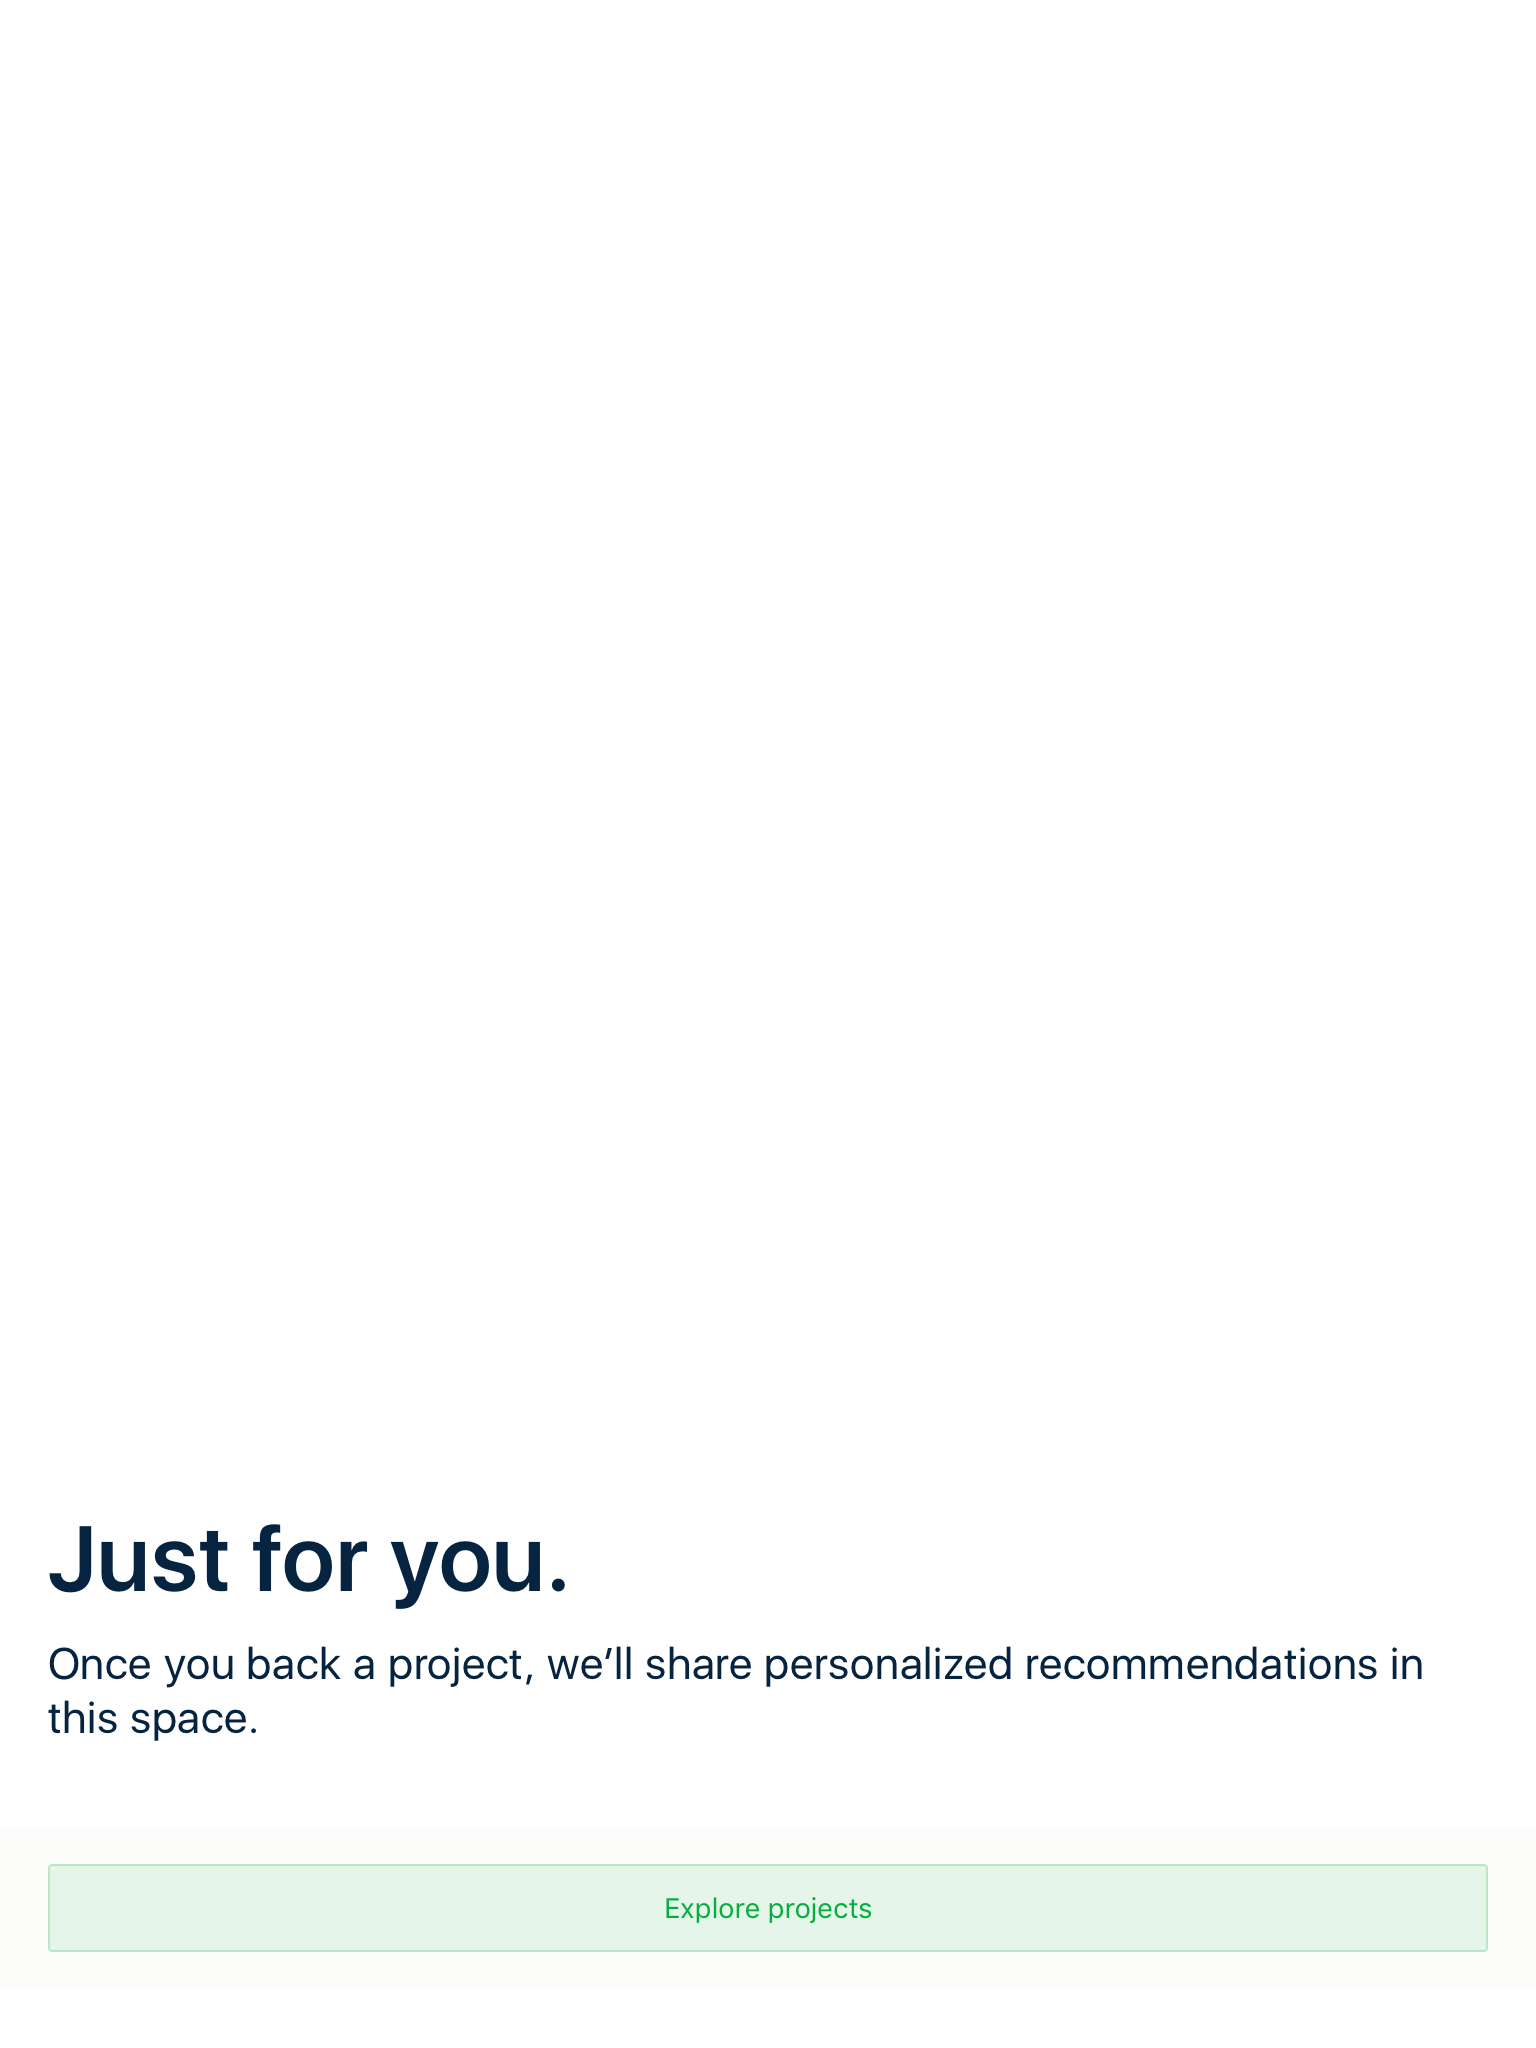 Just for you.
Once you back a project, we’ll share personalized recommendations in
this space.
Explore projects